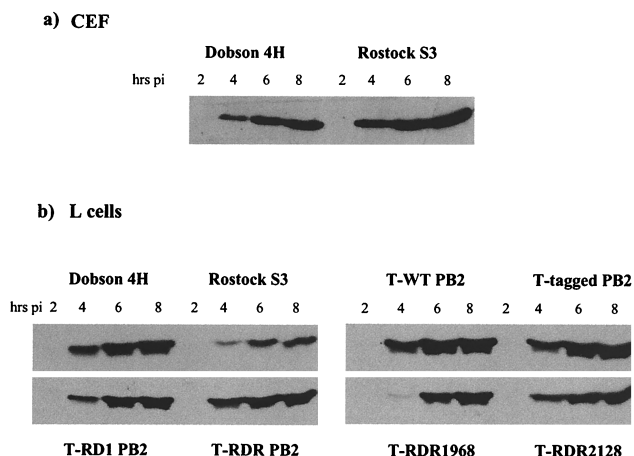 a) CEF
Dobson 4H Rostock S3
hrs pi 2 4 6 8 2 4 6 8
b) L cells
Dobson 4H Rostock S3 T-WT PB2 T-tagged PB2
hrs pi 2 4 6 8 2 4 6 8 2 4 6 8 2 4 6 8
T-RD1 PB2 T-RDR PB2 T-RDR1968 T-RDR2128